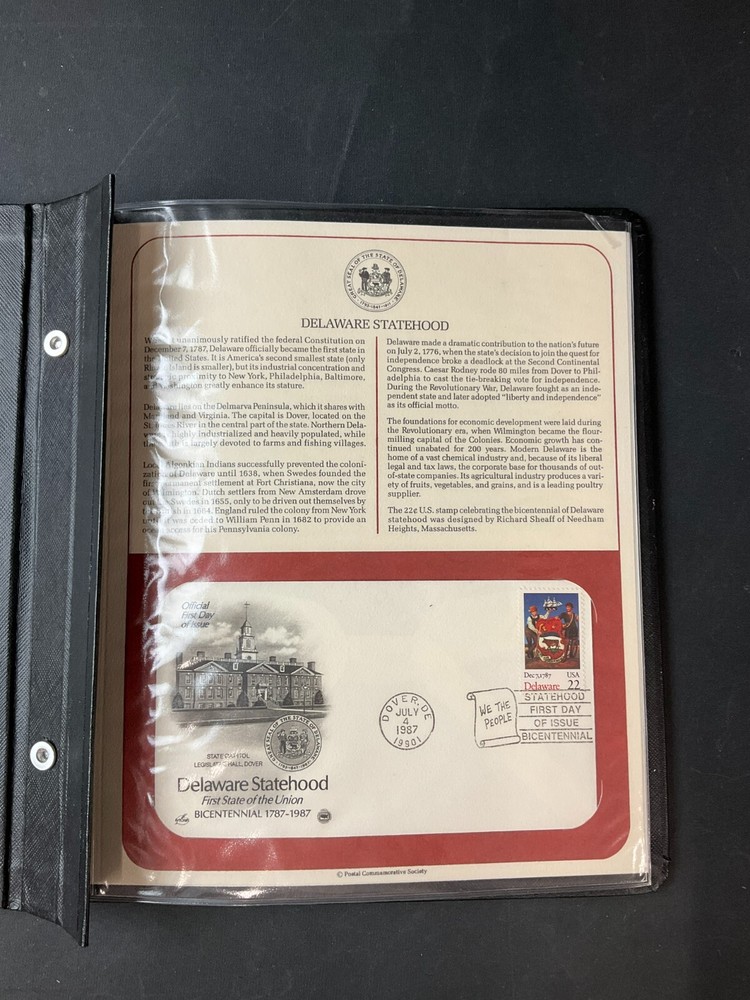 GREAT SEAL OF THE STATE OF DELAWARE
DELAWARE STATEHOOD
unanimously ratified the federal Constitution on
December 7, 1787, Delaware officially became the first state in
the United States. It is America's second smallest state (only
Island is smaller), but its industrial concentration and
proximity to New York, Philadelphia, Baltimore,
Washington greatly enhance its stature.
Delaware lies on the Delmarva Peninsula, which it shares with
and Virginia. The capital is Dover, located on the
St. River in the central part of the state. Northern Dela-
highly industrialized and heavily populated, while
is largely devoted to farms and fishing villages.
Algonkian Indians successfully prevented the coloni-
of Delaware until 1638, when Swedes founded the
permanent settlement at Fort Christiana, now the city
of Wilmington. Dutch settlers from New Amsterdam drove
Swedes in 1655, only to be driven out themselves by
in 1664. England ruled the colony from New York
until it was ceded to William Penn in 1682 to provide an
access for his Pennsylvania colony.
Delaware made a dramatic contribution to the nation's future
on July 2, 1776, when the state's decision to join the quest for
independence broke a deadlock at the Second Continental
Congress. Caesar Rodney rode 80 miles from Dover to Phil-
adelphia to cast the tie-breaking vote for independence.
During the Revolutionary War, Delaware fought as an inde-
pendent state and later adopted "liberty and independence"
as its official motto.
The foundations for economic development were laid during
the Revolutionary era, when Wilmington became the flour-
milling capital of the Colonies. Economic growth has con-
tinued unabated for 200 years. Modern Delaware is the
home of a vast chemical industry and, because of its liberal
legal and tax laws, the corporate base for thousands of out-
of-state companies. Its agricultural industry produces a vari-
ety of fruits, vegetables, and grains, and is a leading poultry
supplier.
The 22¢ U.S. stamp celebrating the bicentennial of Delaware
statehood was designed by Richard Sheaff of Needham
Heights, Massachusetts.
Official
First Day
of Issue
STATE CAPITOL
LEGISLATIVE HALL, DOVER
Delaware Statehood
First State of the Union
BICENTENNIAL 1787-1987
DOVER, DE
JULY
4
1987
19901
WE THE
PEOPLE
Dec 7, 1787 USA
Delaware 22
STATEHOOD
FIRST DAY
OF ISSUE
BICENTENNIAL
© Postal Commemorative Society